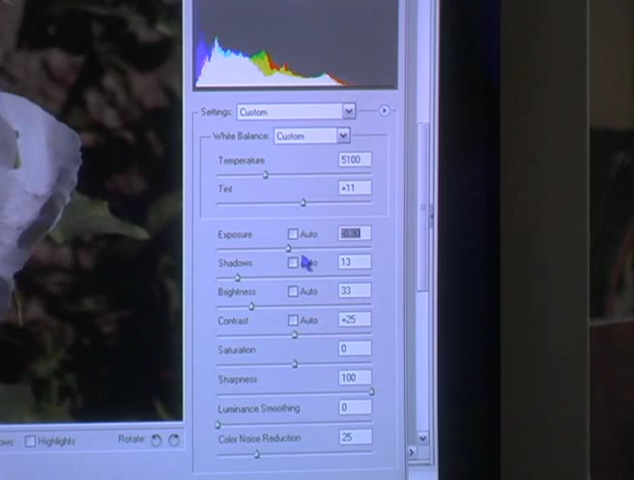 Settings: Custom
White Balance: Custom
Temperature 5100
Tint +11
Exposure Auto
Shadows 13
Brightness Auto 33
Contrast Auto +25
Saturation 0
Sharpness 100
Luminance Smoothing 0
Highlights Rotate: Color Noise Reduction 25